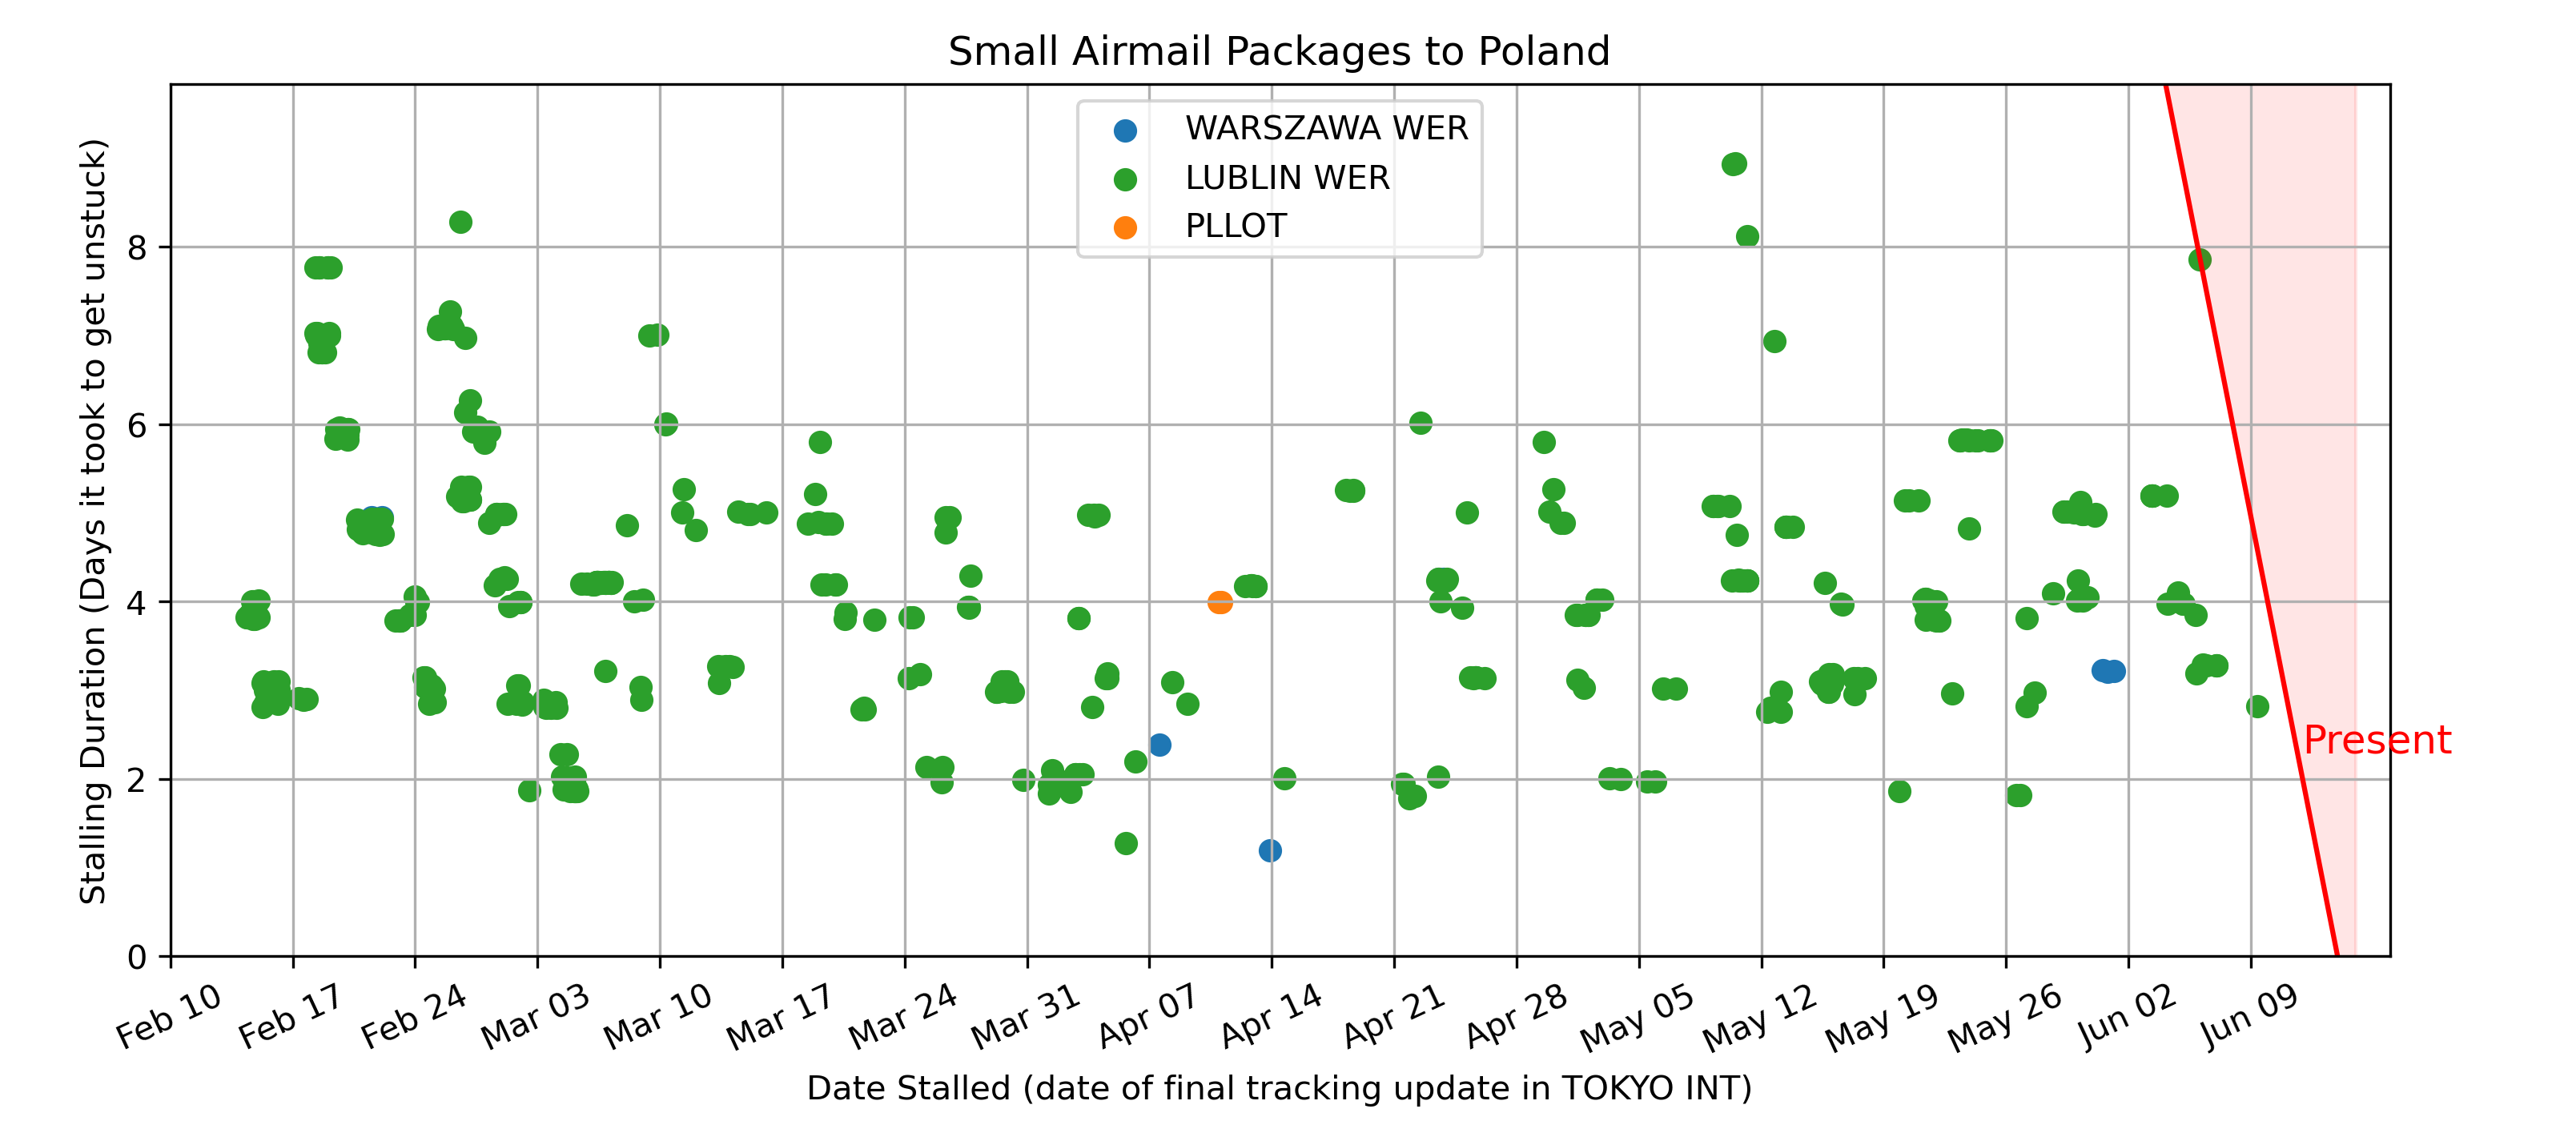 Small Airmail Packages to Poland
WARSZAWA WER
LUBLIN WER
PLLOT
Stalling Duration (Days it took to get unstuck)
8
6
4
2
0
Present
Feb 10
Feb 17
Feb 24
Mar 03
Mar 10
Mar 17
Mar 24
Mar 31
Apr 07
Apr 14
Apr 21
Apr 28
May 05
May 12
May 19
May 26
Jun 02
Jun 09
Date Stalled (date of final tracking update in TOKYO INT)